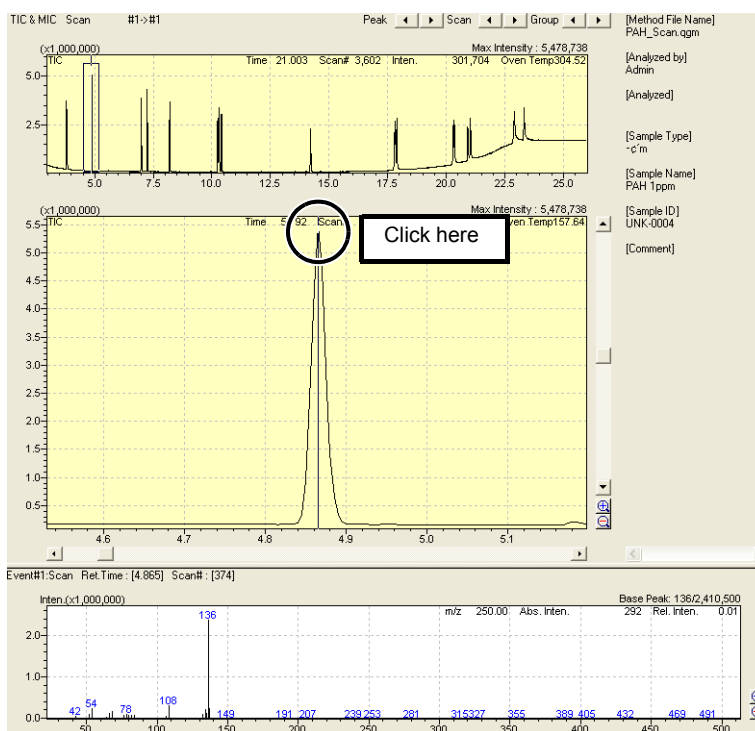 TIC & MIC Scan #1->#1 Peak Scan Group
(x1,000,000) Max Intensity : 5,478,738
TIC Time 21.003 Scan# 3,602 Inten. 301,704 Oven Temp304.52
5.0
2.5
5.0 7.5 10.0 12.5 15.0 17.5 20.0 22.5 25.0
[Method File Name]
PAH_Scan.qgm
[Analyzed by]
Admin
[Analyzed]
[Sample Type]
-¢´m
[Sample Name]
PAH 1ppm
[Sample ID]
UNK-0004
[Comment]
(x1,000,000) Max Intensity : 5,478,738
TIC Time Scan Oven Temp157.64
Click here
5.5
5.0
4.5
4.0
3.5
3.0
2.5
2.0
1.5
1.0
0.5
4.6 4.7 4.8 4.9 5.0 5.1
Event#1:Scan Ret.Time : [4.865] Scan# : [374]
Inten.(x1,000,000) Base Peak: 136/2,410,500
m/z 250.00 Abs. Inten. 292 Rel. Inten. 0.01
136
2.0
1.0
0.0
42 54 78 108 149 191 207 239 253 281 315 327 355 389 405 432 469 491
50 100 150 200 250 300 350 400 450 500